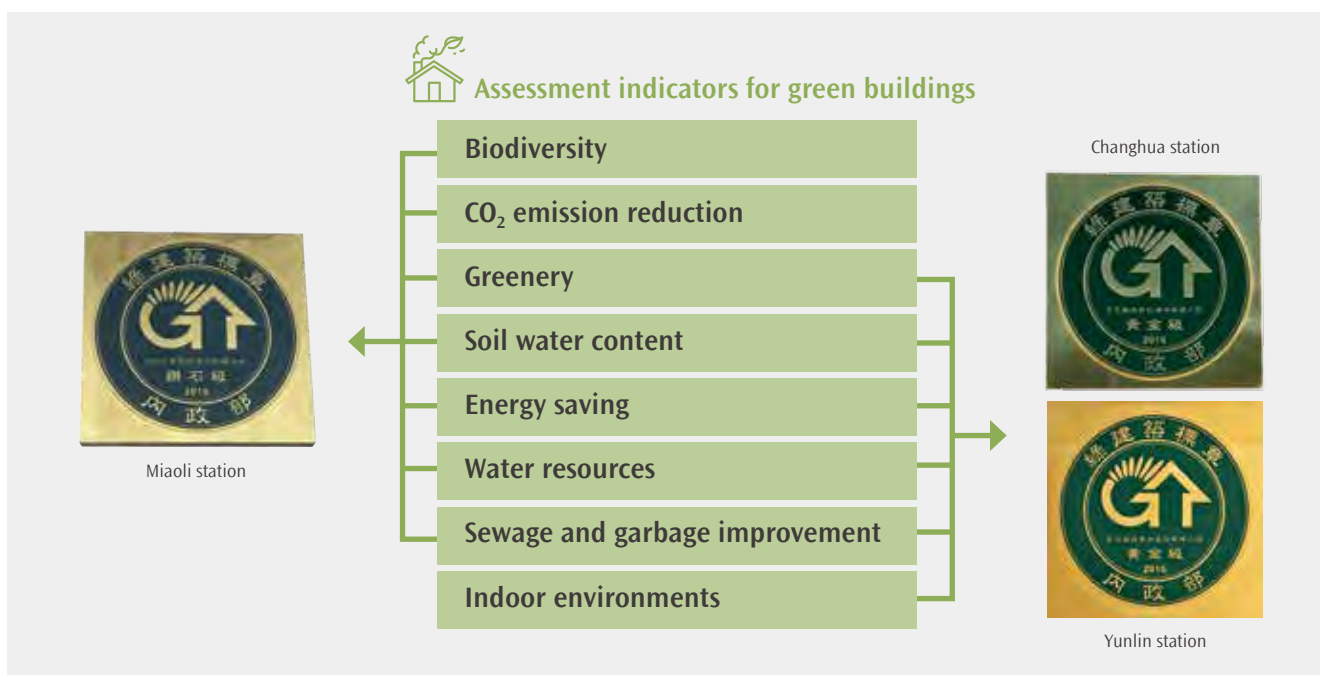 Assessment indicators for green buildings
Biodiversity
CO₂ emission reduction
Greenery
Soil water content
Energy saving
Water resources
Sewage and garbage improvement
Indoor environments
綠建築標章
鑽石級
2015
內政部
Miaoli station
Changhua station
綠建築標章
黃金級
2015
內政部
綠建築標章
黃金級
2015
內政部
Yunlin station